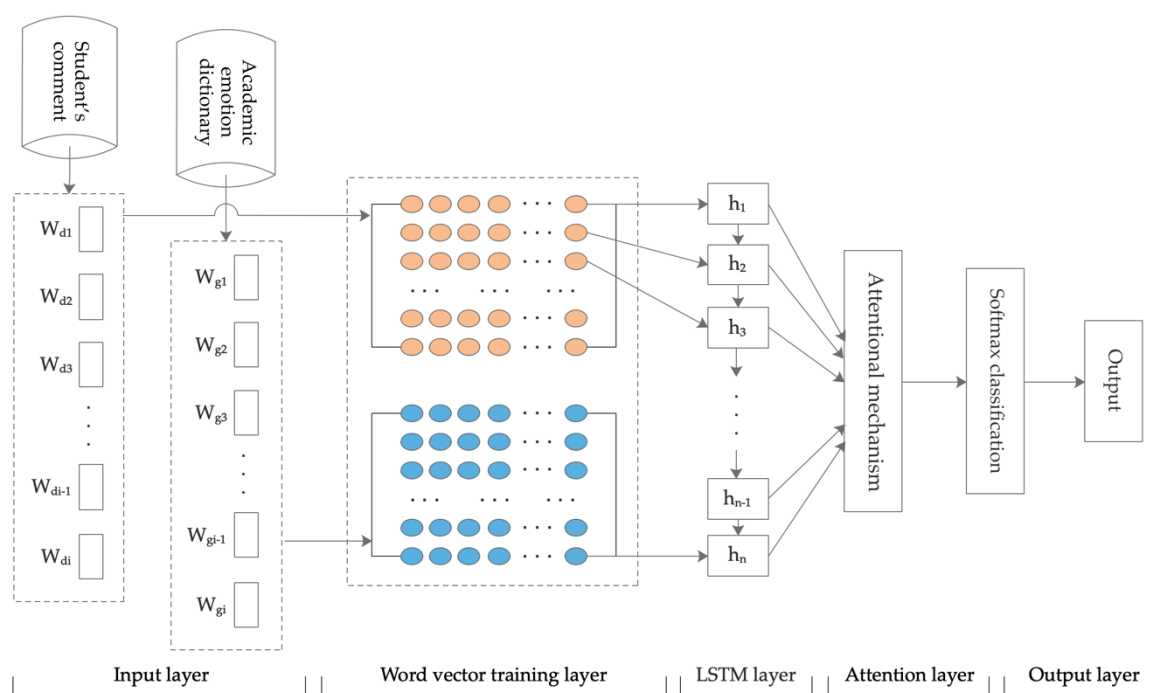 Student's
comment
Academic
emotion
dictionary
Wd1
Wd2
Wd3
.
.
.
Wdi-1
Wdi
Wg1
Wg2
Wg3
.
.
.
Wgi-1
Wgi
. . .
. . .
. . .
. . . . . . . . .
. . .
. . .
. . .
. . .
. . .
. . . . . . . . .
. . .
. . .
h1
h2
h3
.
.
.
hn-1
hn
Attentional mechanism
Softmax classification
Output
Input layer
Word vector training layer
LSTM layer
Attention layer
Output layer